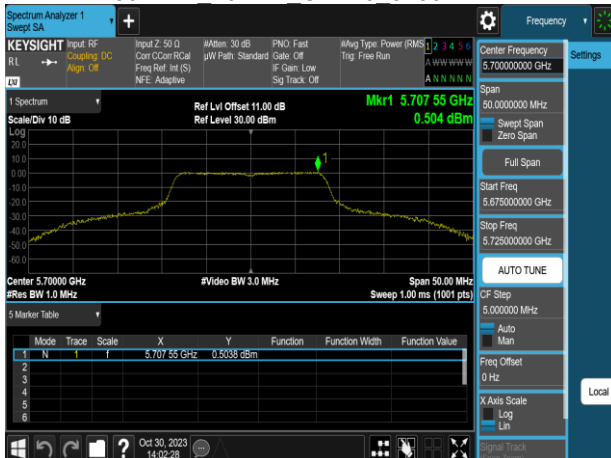 Spectrum Analyzer 1
Swept SA
+
Frequency
KEYSIGHT Input: RF
RL Coupling: DC
Align: Off
LXI
Input Z: 50 Ω
Corr CCorr RCal
Freq Ref: Int (S)
NFE: Adaptive
#Atten: 30 dB
µW Path: Standard
PNO: Fast
Gate: Off
IF Gain: Low
Sig Track: Off
#Avg Type: Power (RMS
Trig: Free Run
1 2 3 4 5 6
A W W W W W
A N N N N N
Center Frequency
5.700000000 GHz
Settings
Span
50.0000000 MHz
Swept Span
Zero Span
Full Span
Start Freq
5.675000000 GHz
Stop Freq
5.725000000 GHz
AUTO TUNE
CF Step
5.000000 MHz
Auto
Man
Freq Offset
0 Hz
X Axis Scale
Log
Lin
Signal Track
Local
1 Spectrum
Scale/Div 10 dB
Ref Lvl Offset 11.00 dB
Ref Level 30.00 dBm
Mkr1 5.707 55 GHz
0.504 dBm
Log
20.0
10.0
0.00
-10.0
-20.0
-30.0
-40.0
-50.0
-60.0
1
Center 5.70000 GHz
#Res BW 1.0 MHz
#Video BW 3.0 MHz
Span 50.00 MHz
Sweep 1.00 ms (1001 pts)
5 Marker Table
Mode Trace Scale X Y Function Function Width Function Value
1 N 1 f 5.707 55 GHz 0.5038 dBm
2
3
4
5
6
?
Oct 30, 2023
14:02:28